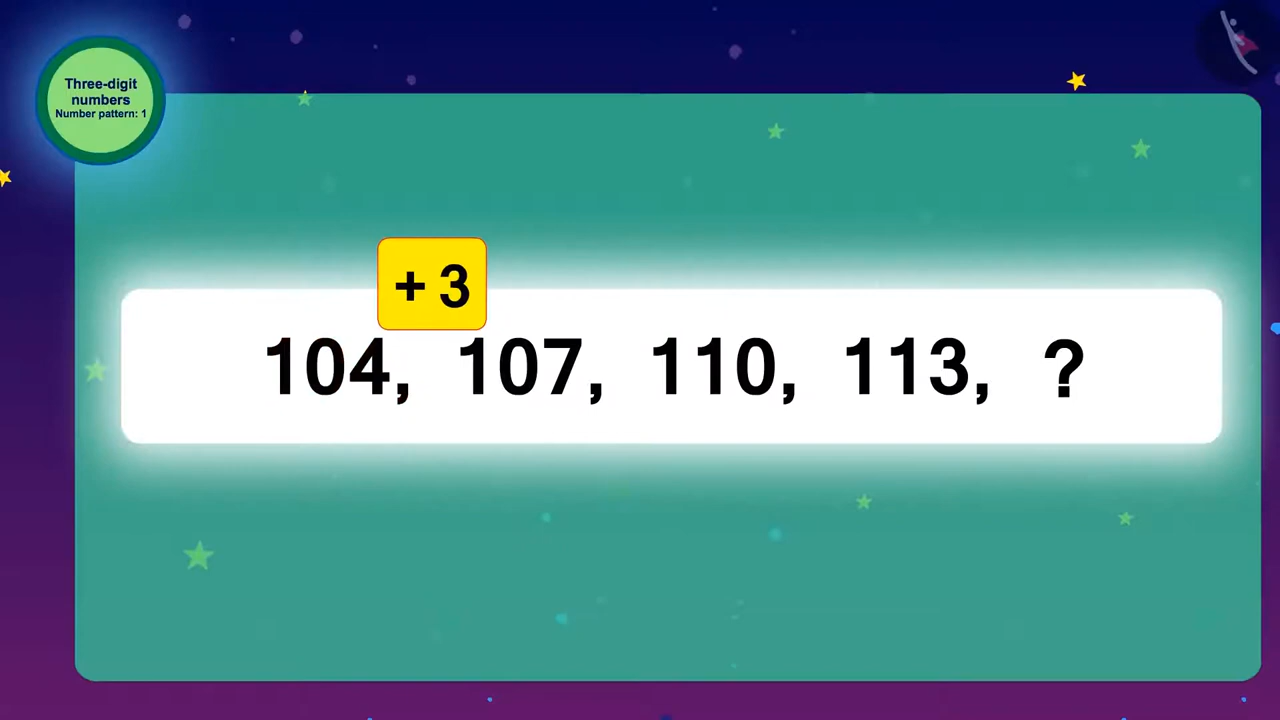 Three-digit
numbers
Number pattern: 1
+ 3
104, 107, 110, 113, ?